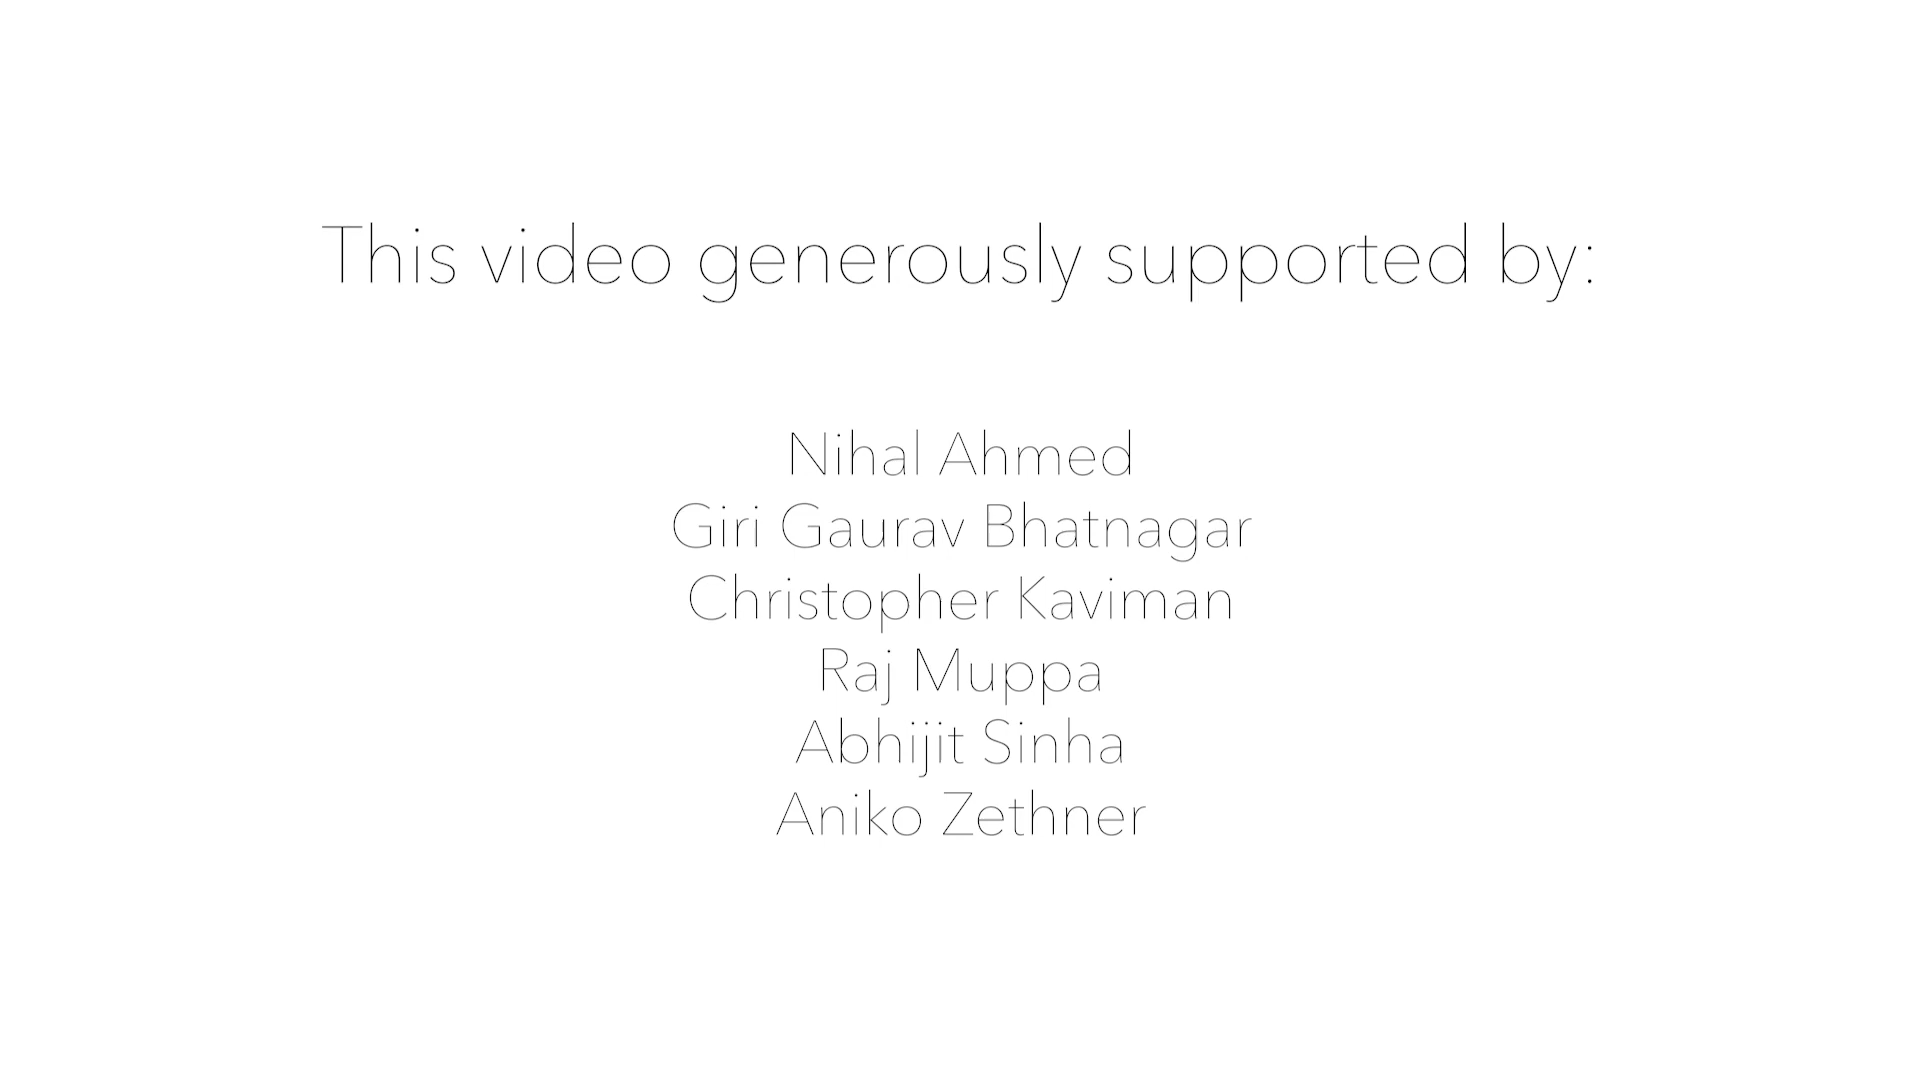 This video generously supported by:
Nihal Ahmed
Giri Gaurav Bhatnagar
Christopher Kaviman
Raj Muppa
Abhijit Sinha
Aniko Zethner